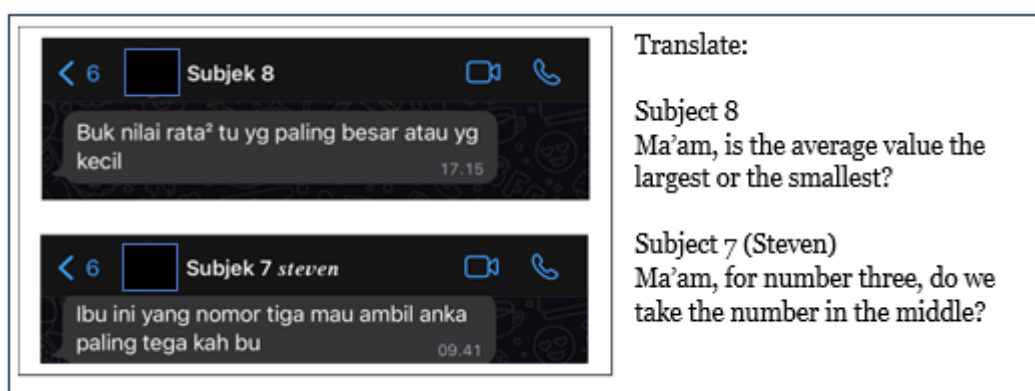 6 Subjek 8
Buk nilai rata² tu yg paling besar atau yg
kecil
17.15
6 Subjek 7 steven
Ibu ini yang nomor tiga mau ambil anka
paling tega kah bu
09.41
Translate:
Subject 8
Ma’am, is the average value the
largest or the smallest?
Subject 7 (Steven)
Ma’am, for number three, do we
take the number in the middle?